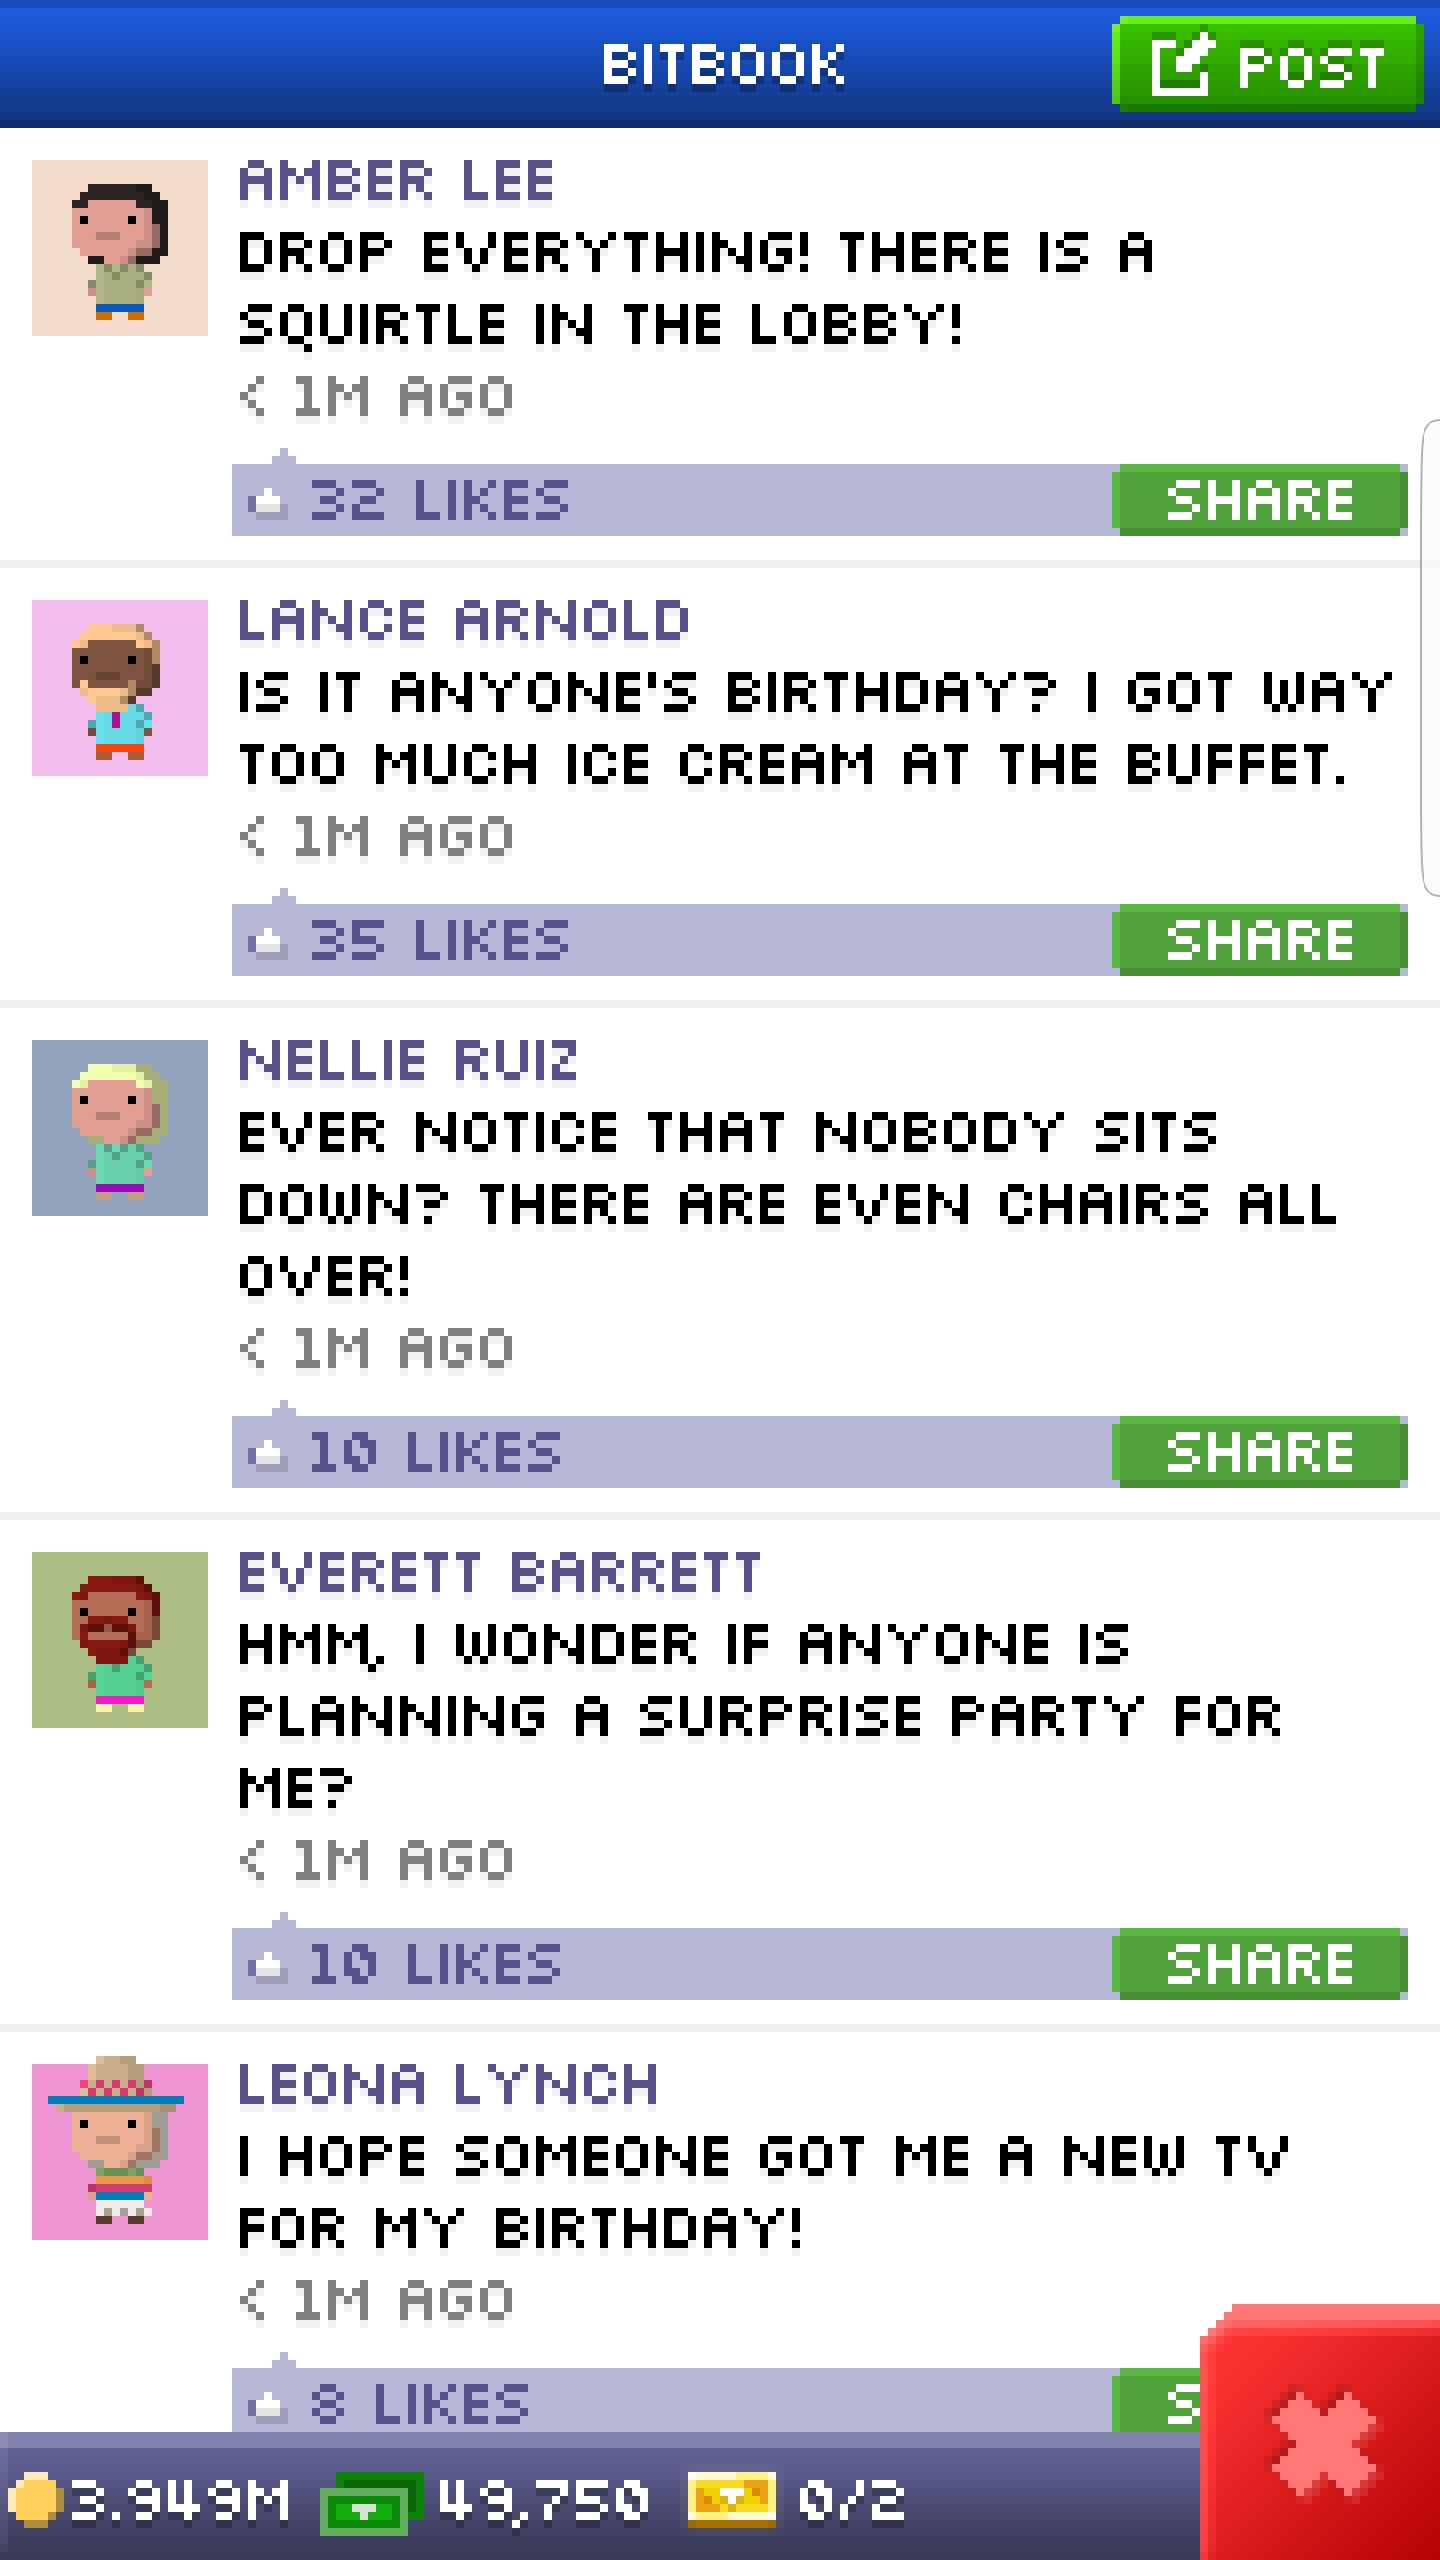 BITBOOK
POST
AMBER LEE
DROP EVERYTHING! THERE IS A
SQUIRTLE IN THE LOBBY!
< 1M AGO
32 LIKES
SHARE
LANCE ARNOLD
IS IT ANYONE'S BIRTHDAY? I GOT WAY
TOO MUCH ICE CREAM AT THE BUFFET.
< 1M AGO
35 LIKES
SHARE
NELLIE RUIZ
EVER NOTICE THAT NOBODY SITS
DOWN? THERE ARE EVEN CHAIRS ALL
OVER!
< 1M AGO
10 LIKES
SHARE
EVERETT BARRETT
HMM, I WONDER IF ANYONE IS
PLANNING A SURPRISE PARTY FOR
ME?
< 1M AGO
10 LIKES
SHARE
LEONA LYNCH
I HOPE SOMEONE GOT ME A NEW TV
FOR MY BIRTHDAY!
< 1M AGO
8 LIKES
S
3.949M
49,750
0/2